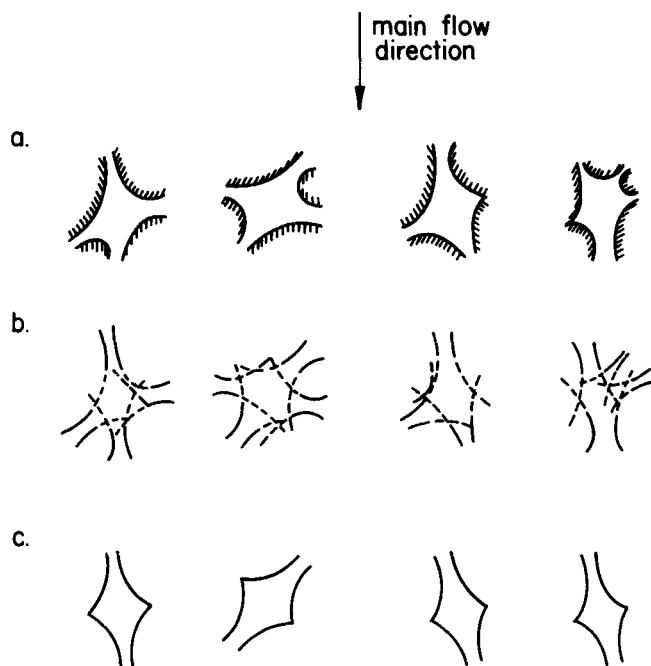 main flow
direction
a.
b.
c.